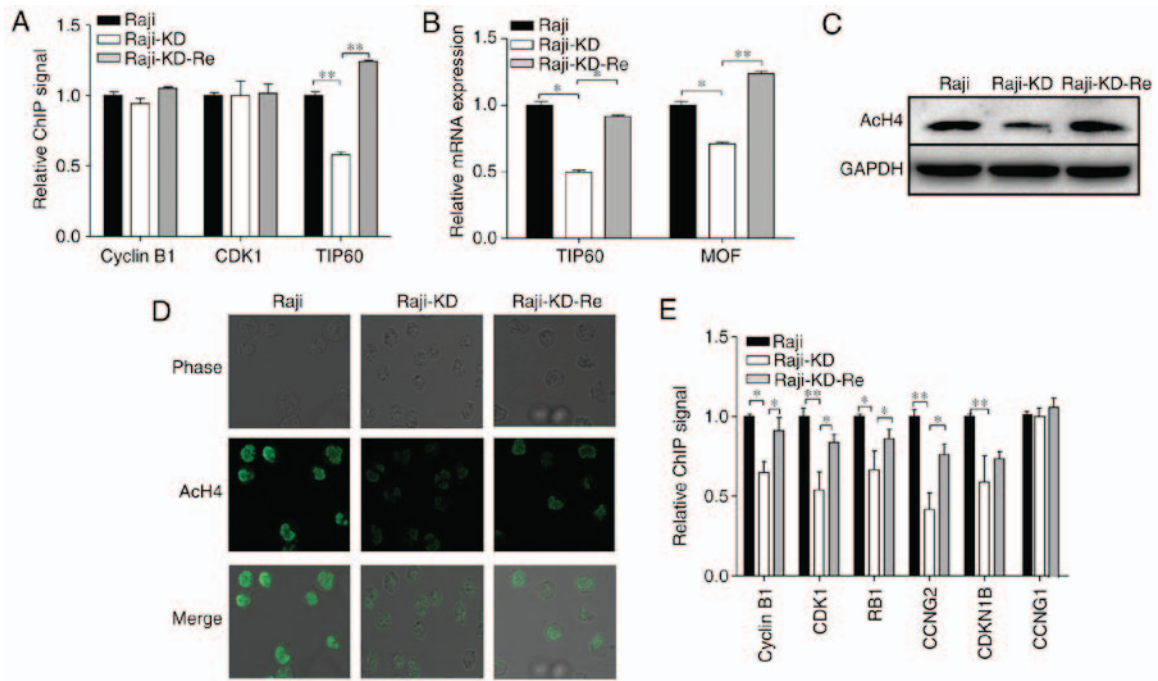 A
Relative ChIP signal
1.5
1.0
0.5
0.0
Raji
Raji-KD
Raji-KD-Re
**
**
Cyclin B1
CDK1
TIP60
B
Relative mRNA expression
1.5
1.0
0.5
0.0
Raji
Raji-KD
Raji-KD-Re
*
*
*
**
TIP60
MOF
C
Raji
Raji-KD
Raji-KD-Re
AcH4
GAPDH
D
Raji
Raji-KD
Raji-KD-Re
Phase
AcH4
Merge
E
Relative ChIP signal
1.5
1.0
0.5
0.0
Raji
Raji-KD
Raji-KD-Re
*
*
**
*
*
*
**
*
**
Cyclin B1
CDK1
RB1
CCNG2
CDKN1B
CCNG1